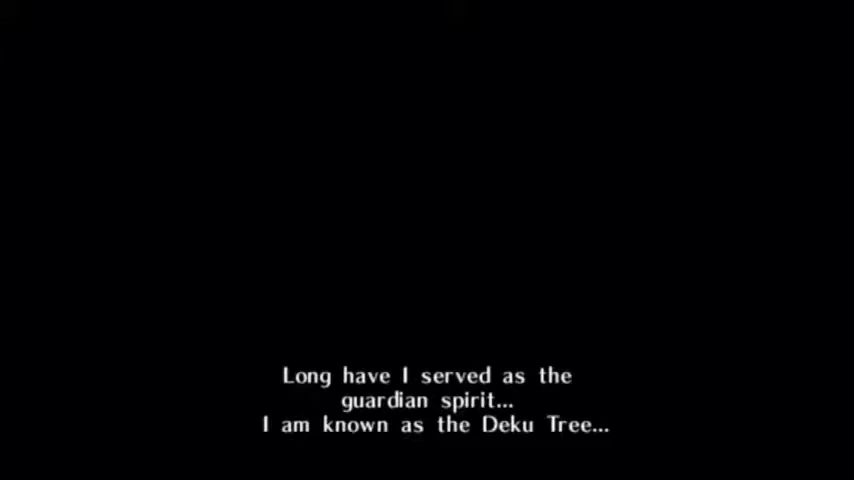 Long have I served as the
guardian spirit...
I am known as the Deku Tree...